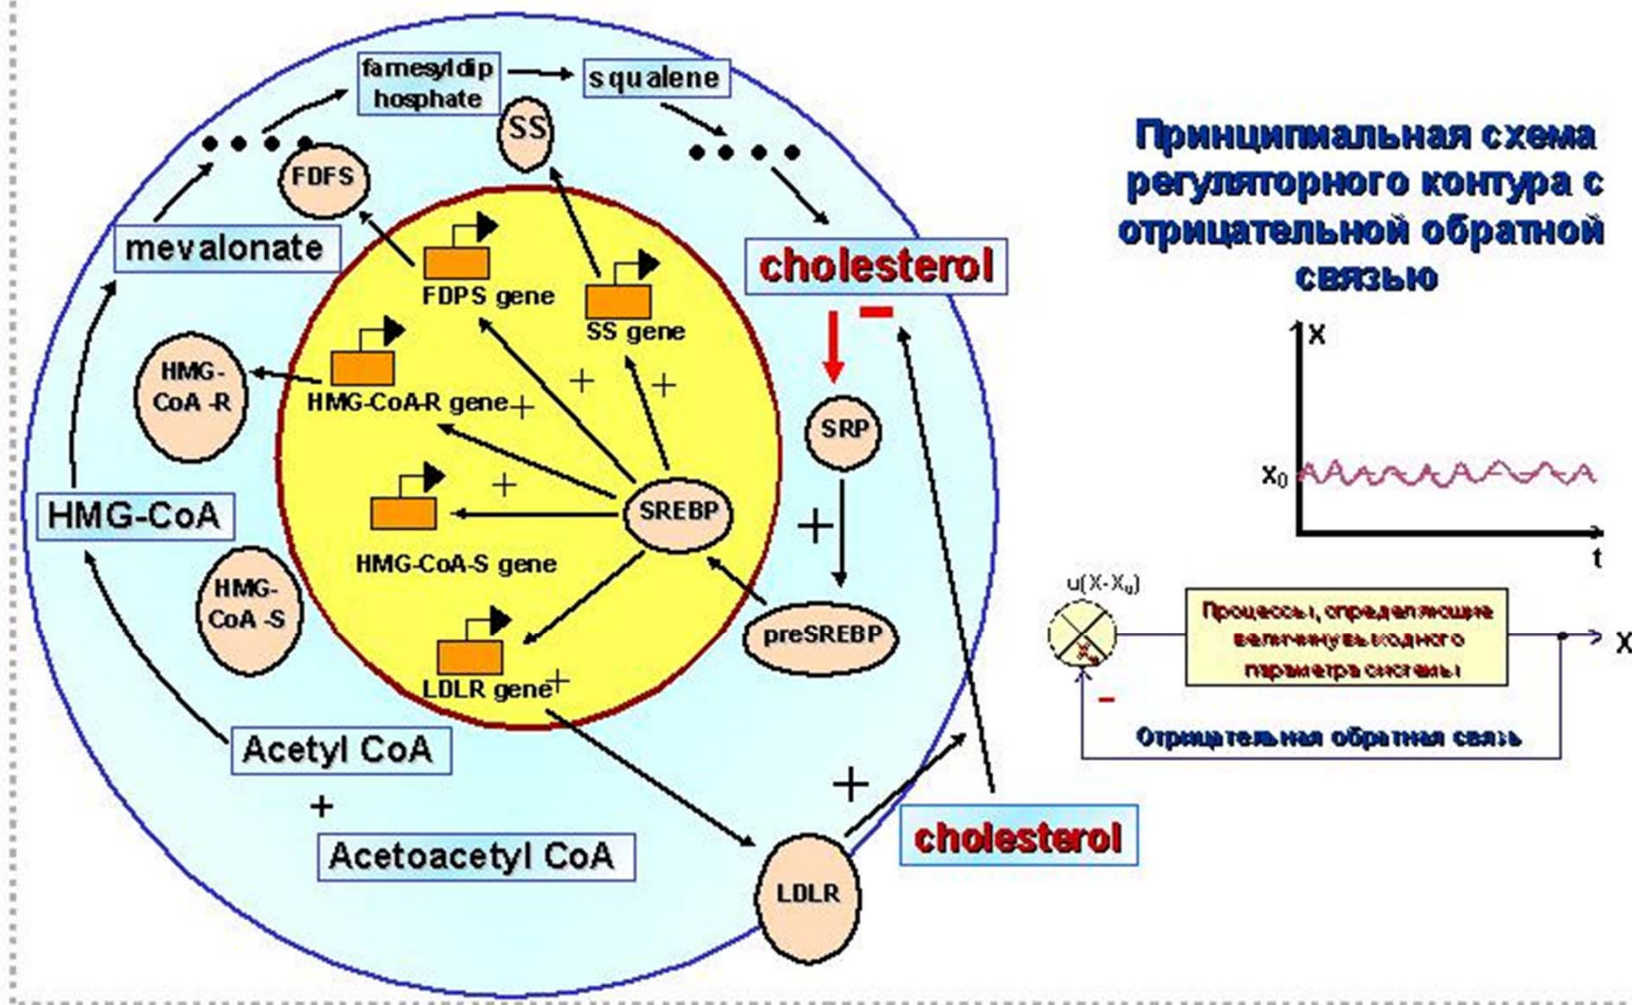 farnesyldip
hosphate
squalene
SS
FDFS
mevalonate
cholesterol
−
FDPS gene
SS gene
HMG-
CoA -R
HMG-CoA-R gene
+
+
+
SRP
HMG-CoA
+
SREBP
+
HMG-CoA-S gene
HMG-
CoA -S
preSREBP
LDLR gene
+
Acetyl CoA
+
Acetoacetyl CoA
+
cholesterol
LDLR
Принципиальная схема
регуляторного контура с
отрицательной обратной
связью
X
X₀
t
u(X-X₀)
Процессы, определяющие
величину выходного
параметра системы
X
−
Отрицательная обратная связь